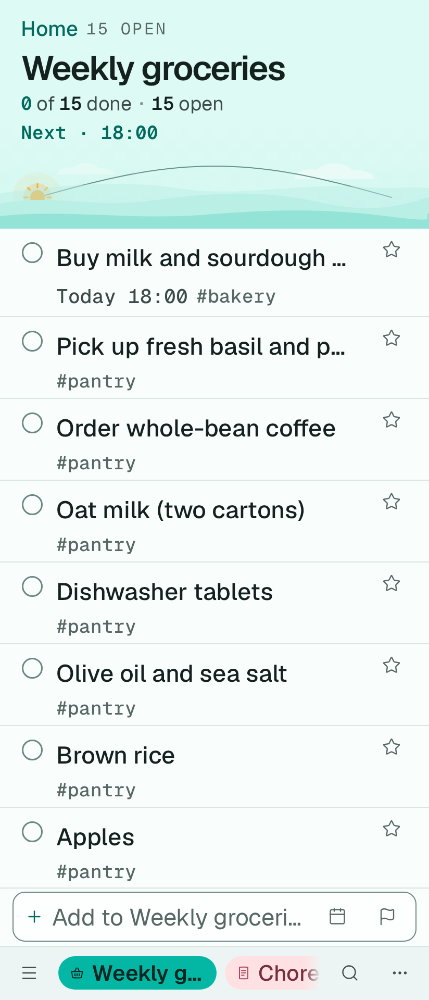 Home 15 OPEN
Weekly groceries
0 of 15 done · 15 open
Next · 18:00
Buy milk and sourdough ...
Today 18:00 #bakery
Pick up fresh basil and p...
#pantry
Order whole-bean coffee
#pantry
Oat milk (two cartons)
#pantry
Dishwasher tablets
#pantry
Olive oil and sea salt
#pantry
Brown rice
#pantry
Apples
#pantry
+ Add to Weekly groceri...
Weekly g... Chore